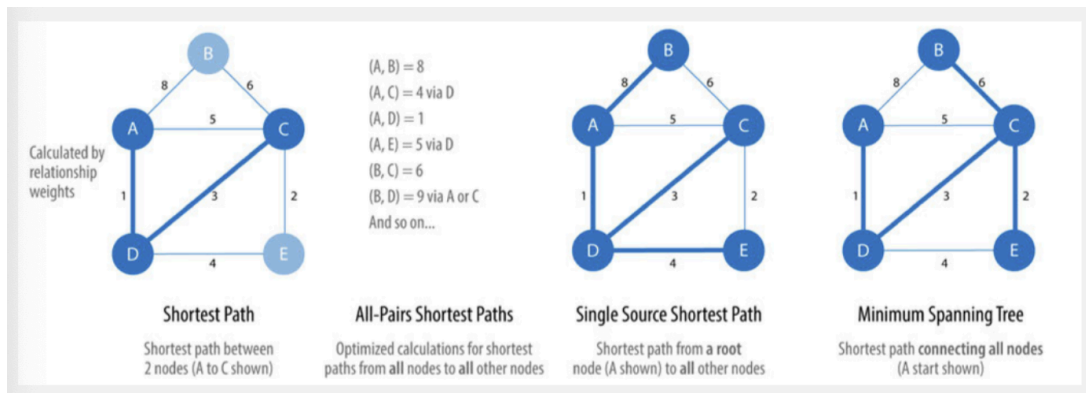 Calculated by
relationship
weights
B
8
6
A
5
C
1
3
2
D
4
E
Shortest Path
Shortest path between
2 nodes (A to C shown)
(A, B) = 8
(A, C) = 4 via D
(A, D) = 1
(A, E) = 5 via D
(B, C) = 6
(B, D) = 9 via A or C
And so on...
All-Pairs Shortest Paths
Optimized calculations for shortest
paths from all nodes to all other nodes
B
8
6
A
5
C
1
3
2
D
4
E
Single Source Shortest Path
Shortest path from a root
node (A shown) to all other nodes
B
8
6
A
5
C
1
3
2
D
4
E
Minimum Spanning Tree
Shortest path connecting all nodes
(A start shown)